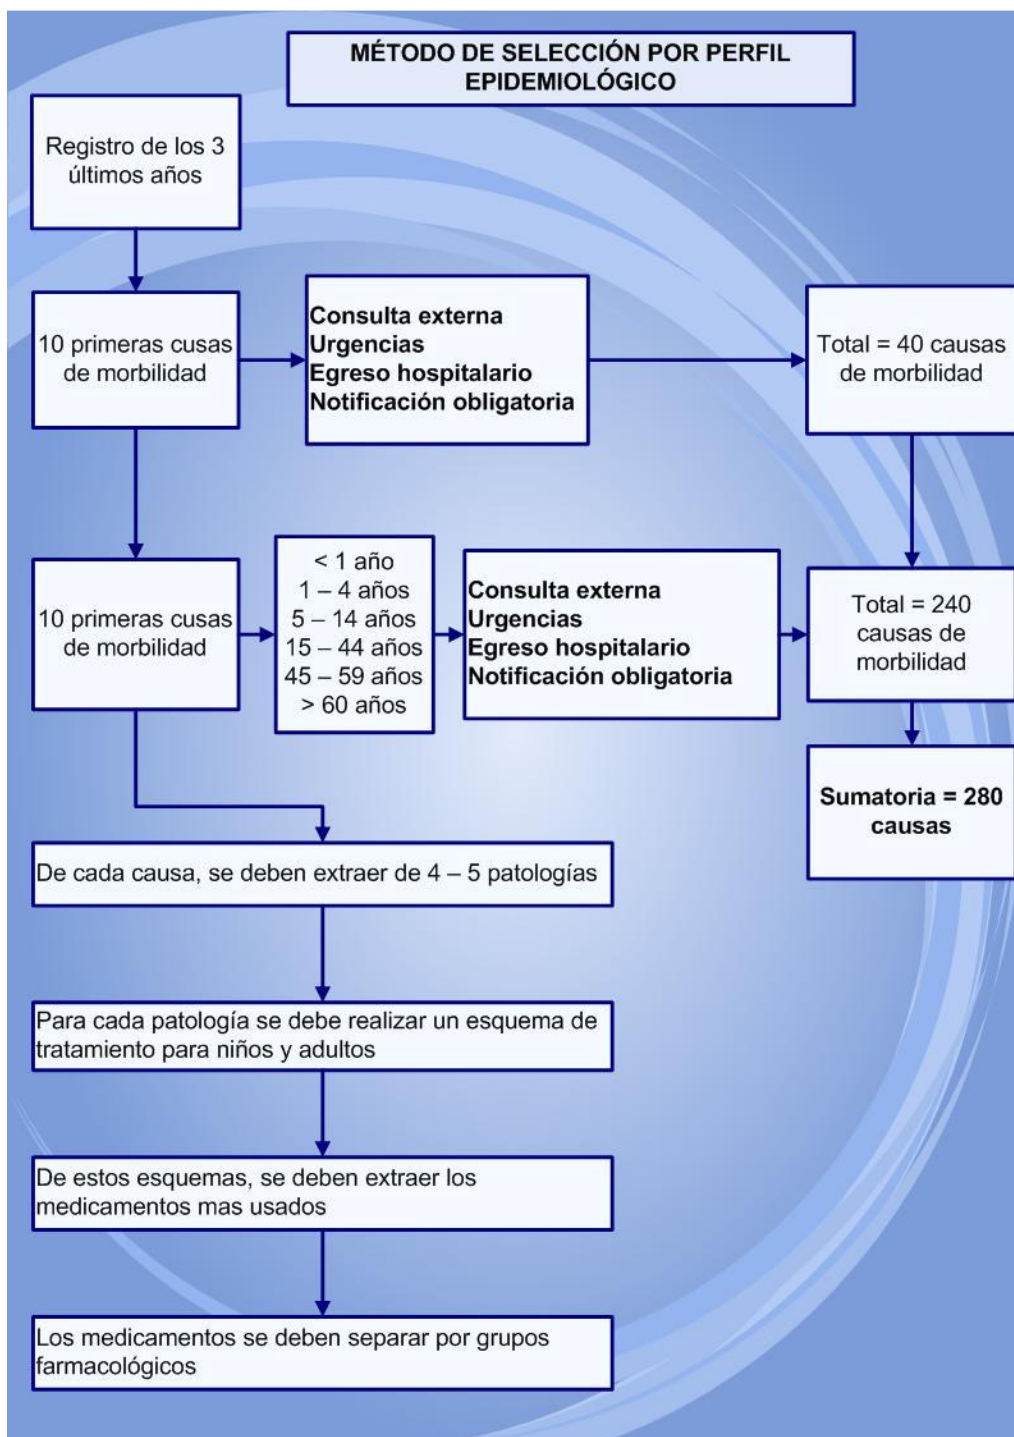 MÉTODO DE SELECCIÓN POR PERFIL
EPIDEMIOLÓGICO
Registro de los 3
últimos años
10 primeras cusas
de morbilidad
Consulta externa
Urgencias
Egreso hospitalario
Notificación obligatoria
Total = 40 causas
de morbilidad
10 primeras cusas
de morbilidad
< 1 año
1 – 4 años
5 – 14 años
15 – 44 años
45 – 59 años
> 60 años
Consulta externa
Urgencias
Egreso hospitalario
Notificación obligatoria
Total = 240
causas de
morbilidad
Sumatoria = 280
causas
De cada causa, se deben extraer de 4 – 5 patologías
Para cada patología se debe realizar un esquema de
tratamiento para niños y adultos
De estos esquemas, se deben extraer los
medicamentos mas usados
Los medicamentos se deben separar por grupos
farmacológicos